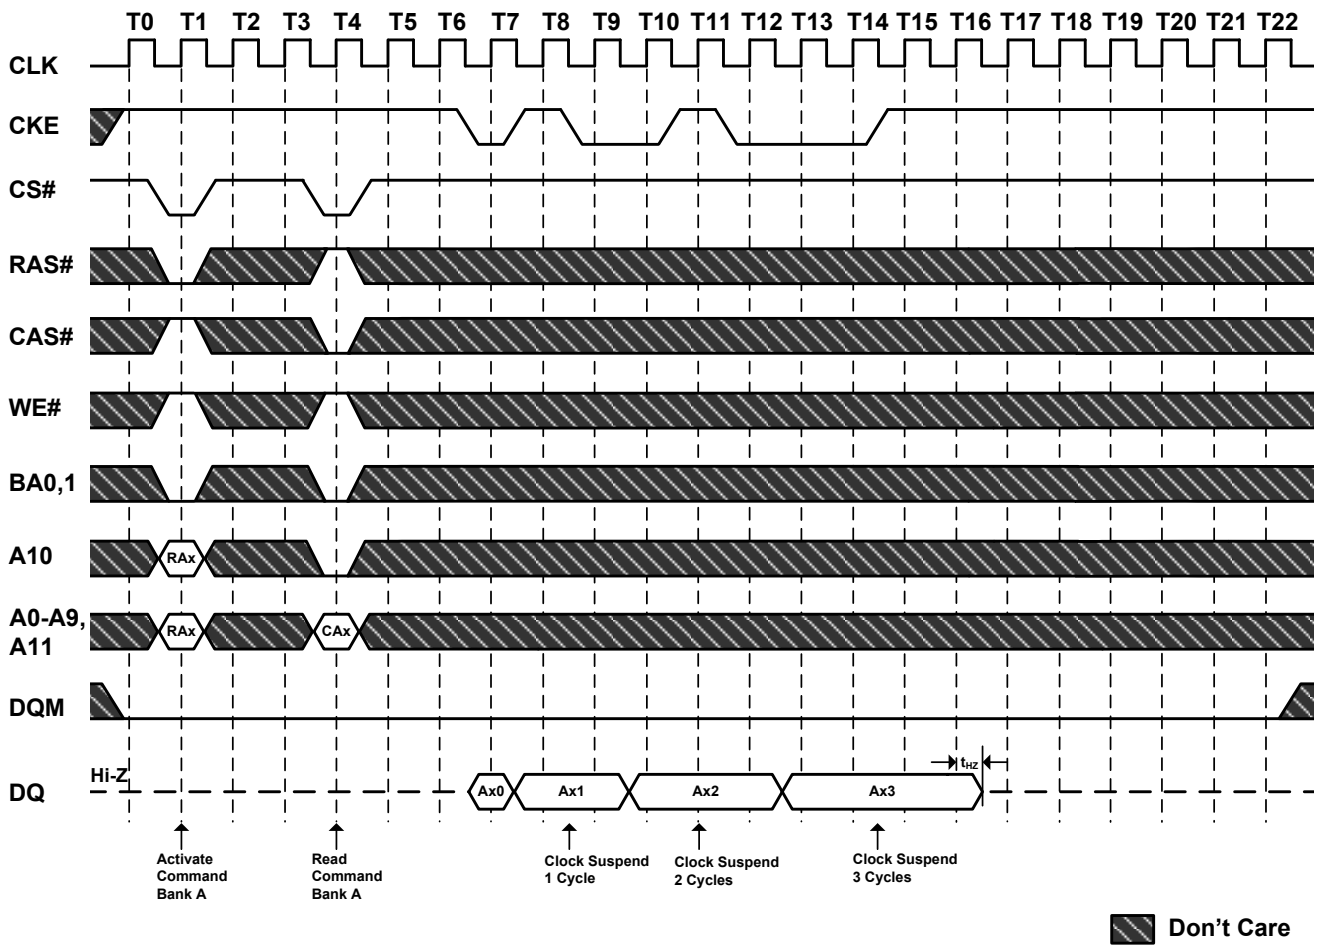 T0 T1 T2 T3 T4 T5 T6 T7 T8 T9 T10 T11 T12 T13 T14 T15 T16 T17 T18 T19 T20 T21 T22
CLK
CKE
CS#
RAS#
CAS#
WE#
BA0,1
A10 RAx
A0-A9,
A11
RAx CAx
DQM
Hi-Z
tHZ
DQ Ax0 Ax1 Ax2 Ax3
Activate
Command
Bank A
Read
Command
Bank A
Clock Suspend
1 Cycle
Clock Suspend
2 Cycles
Clock Suspend
3 Cycles
Don't Care